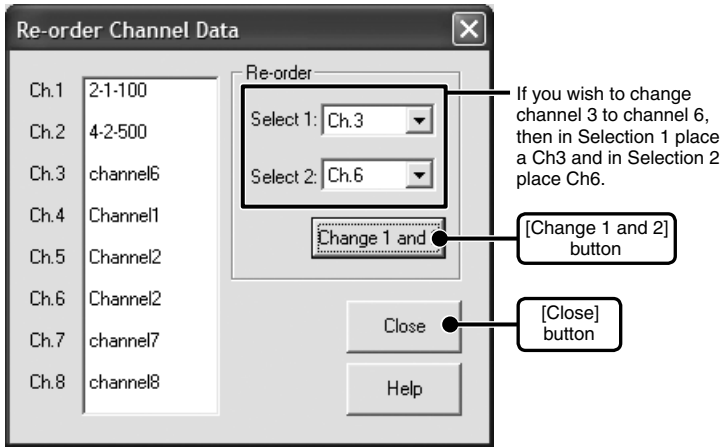 Re-order Channel Data
Ch.1 2-1-100
Ch.2 4-2-500
Ch.3 channel6
Ch.4 Channel1
Ch.5 Channel2
Ch.6 Channel2
Ch.7 channel7
Ch.8 channel8
Re-order
Select 1: Ch.3
Select 2: Ch.6
Change 1 and
Close
Help
If you wish to change
channel 3 to channel 6,
then in Selection 1 place
a Ch3 and in Selection 2
place Ch6.
[Change 1 and 2]
button
[Close]
button